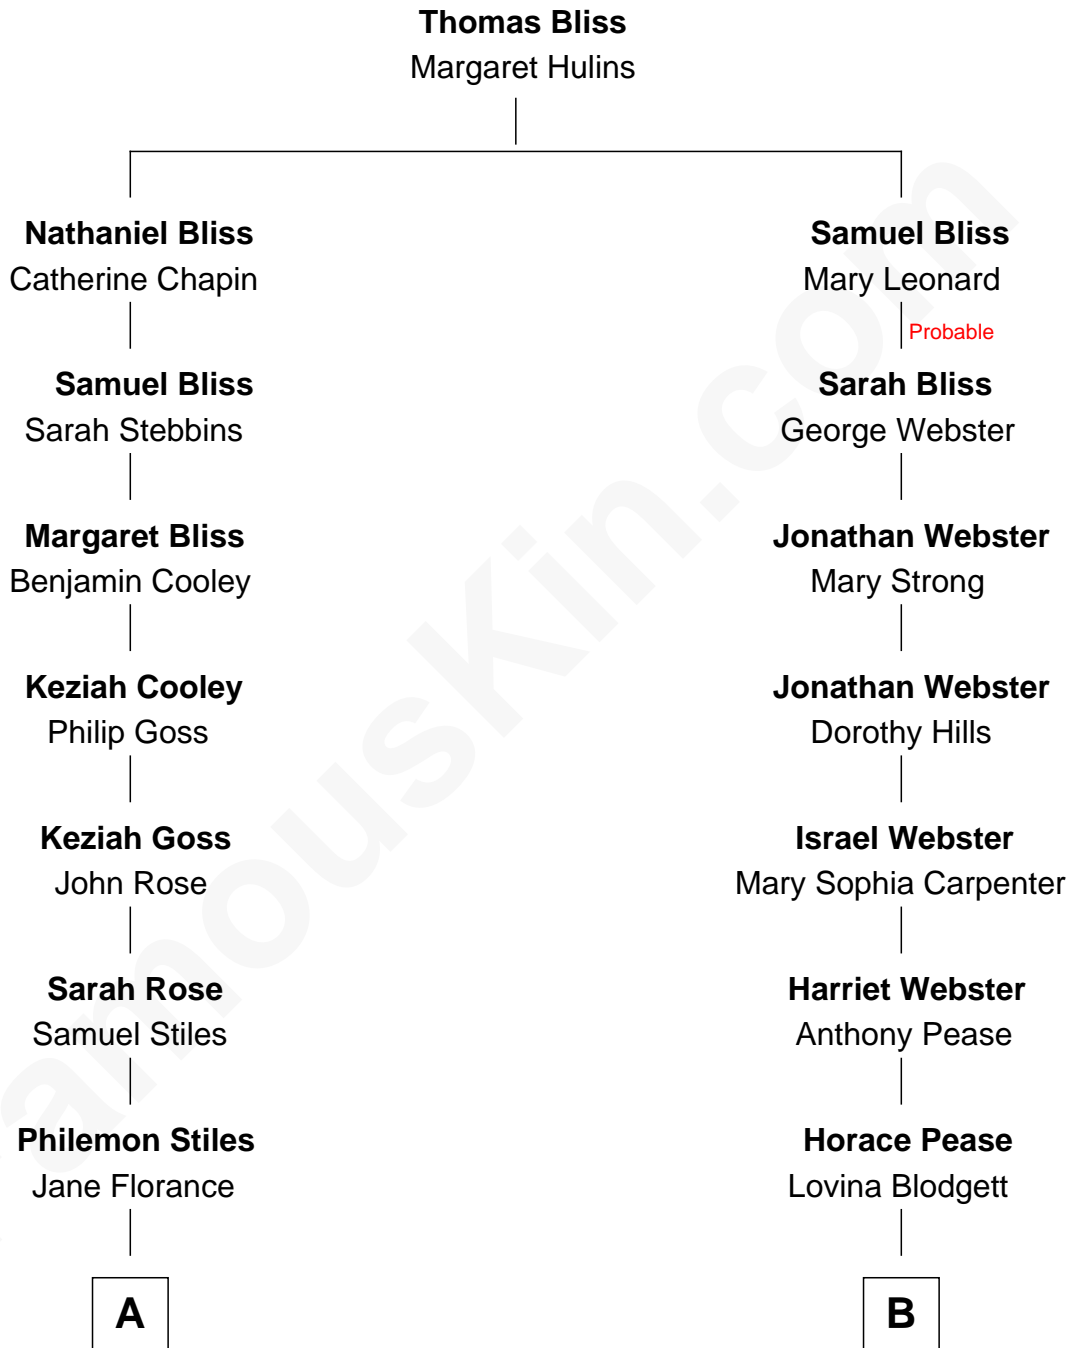 Thomas Bliss
Margaret Hulins
Nathaniel Bliss
Catherine Chapin
Samuel Bliss
Mary Leonard
Probable
Samuel Bliss
Sarah Stebbins
Sarah Bliss
George Webster
Margaret Bliss
Benjamin Cooley
Jonathan Webster
Mary Strong
Keziah Cooley
Philip Goss
Jonathan Webster
Dorothy Hills
Keziah Goss
John Rose
Israel Webster
Mary Sophia Carpenter
Sarah Rose
Samuel Stiles
Harriet Webster
Anthony Pease
Philemon Stiles
Jane Florance
Horace Pease
Lovina Blodgett
A
B
amousKin.com